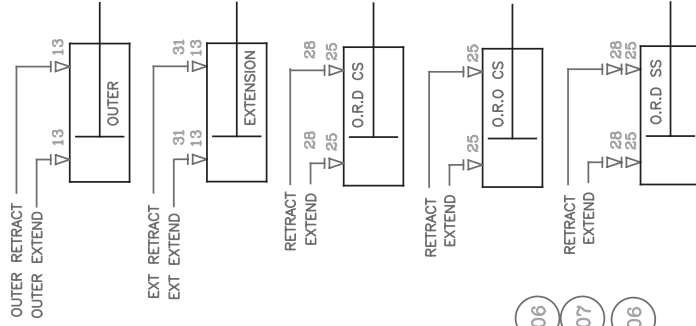 13
13
OUTER
OUTER RETRACT
OUTER EXTEND
31
13
31
13
EXTENSION
EXT RETRACT
EXT EXTEND
28
25
28
25
O.R.D CS
RETRACT
EXTEND
25
25
O.R.O CS
RETRACT
EXTEND
28
25
28
25
O.R.D SS
RETRACT
EXTEND
06
07
06